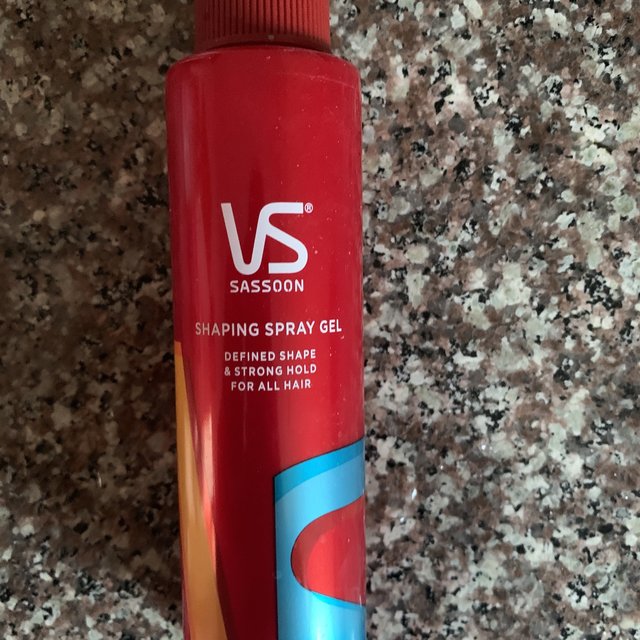 VS®
SASSOON
SHAPING SPRAY GEL
DEFINED SHAPE
& STRONG HOLD
FOR ALL HAIR